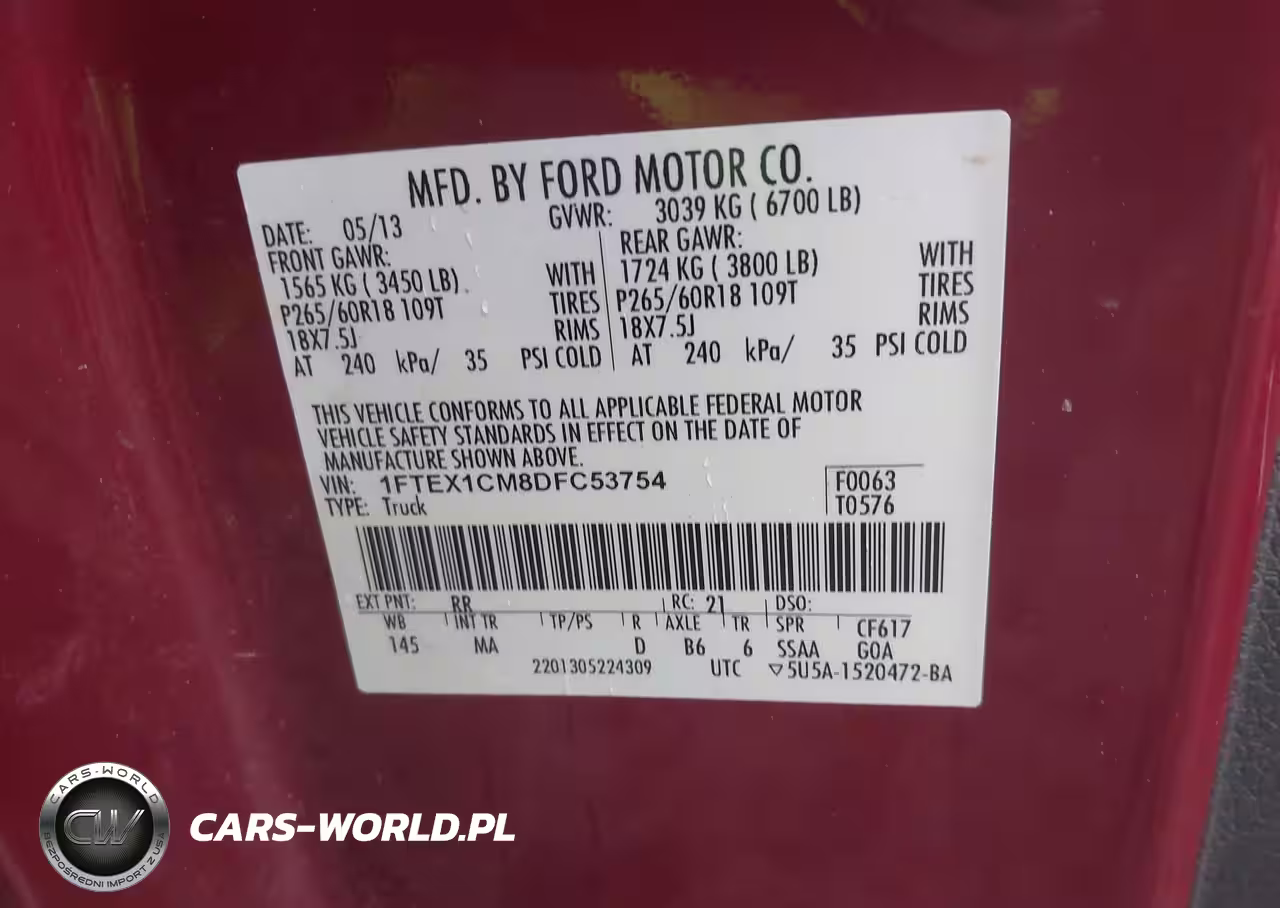 MFD. BY FORD MOTOR CO.
DATE: 05/13 GVWR: 3039 KG ( 6700 LB)
FRONT GAWR: REAR GAWR:
1565 KG ( 3450 LB) WITH 1724 KG ( 3800 LB) WITH
P265/60R18 109T TIRES P265/60R18 109T TIRES
18X7.5J RIMS 18X7.5J RIMS
AT 240 kPa/ 35 PSI COLD AT 240 kPa/ 35 PSI COLD
THIS VEHICLE CONFORMS TO ALL APPLICABLE FEDERAL MOTOR
VEHICLE SAFETY STANDARDS IN EFFECT ON THE DATE OF
MANUFACTURE SHOWN ABOVE.
VIN: 1FTEX1CM8DFC53754 F0063
TYPE: Truck T0576
EXT PNT: RR RC: 21 DSO:
WB INT TR TP/PS R AXLE TR SPR CF617
145 MA D B6 6 SSAA GOA
2201305224309 UTC ▽5U5A-1520472-BA
CARS-WORLD
CW
BEZPOŚREDNI IMPORT Z USA
CARS-WORLD.PL